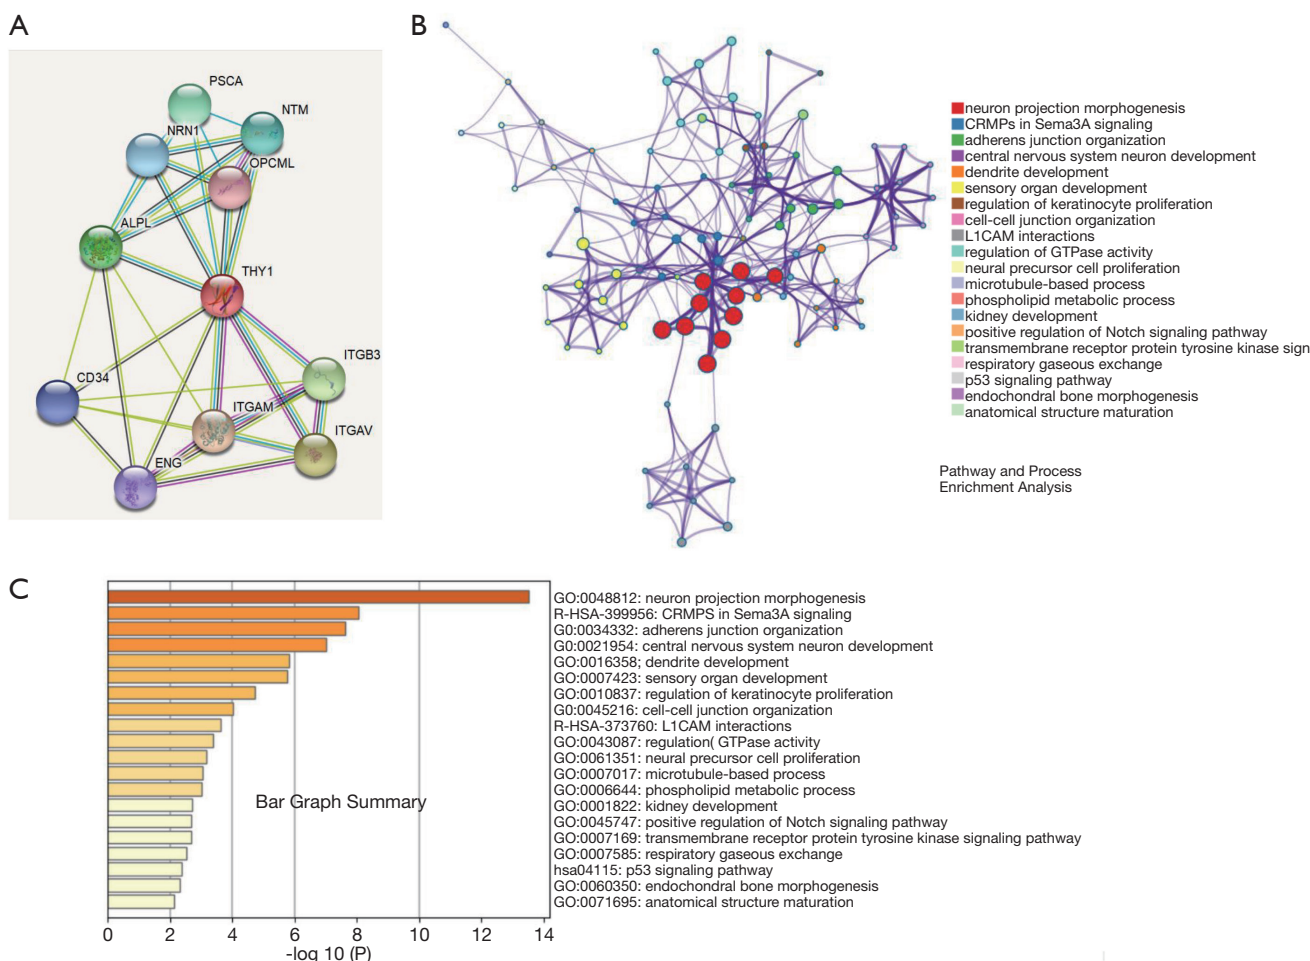 A
PSCA
NTM
NRN1
OPCML
ALPL
THY1
ITGB3
CD34
ITGAM
ITGAV
ENG
B
neuron projection morphogenesis
CRMPs in Sema3A signaling
adherens junction organization
central nervous system neuron development
dendrite development
sensory organ development
regulation of keratinocyte proliferation
cell-cell junction organization
L1CAM interactions
regulation of GTPase activity
neural precursor cell proliferation
microtubule-based process
phospholipid metabolic process
kidney development
positive regulation of Notch signaling pathway
transmembrane receptor protein tyrosine kinase sign
respiratory gaseous exchange
p53 signaling pathway
endochondral bone morphogenesis
anatomical structure maturation
Pathway and Process
Enrichment Analysis
C
GO:0048812: neuron projection morphogenesis
R-HSA-399956: CRMPS in Sema3A signaling
G0:0034332: adherens junction organization
G0:0021954: central nervous system neuron development
GO:0016358; dendrite development
GO:0007423: sensory organ development
GO:0010837: regulation of keratinocyte proliferation
G0:0045216: cell-cell junction organization
R-HSA-373760: L1CAM interactions
GO:0043087: regulation( GTPase activity
GO:0061351: neural precursor cell proliferation
GO:0007017: microtubule-based process
GO:0006644: phospholipid metabolic process
GO:0001822: kidney development
GO:0045747: positive regulation of Notch signaling pathway
GO:0007169: transmembrane receptor protein tyrosine kinase signaling pathway
GO:0007585: respiratory gaseous exchange
hsa04115: p53 signaling pathway
GO:0060350: endochondral bone morphogenesis
GO:0071695: anatomical structure maturation
Bar Graph Summary
0 2 4 6 8 10 12 14
-log 10 (P)